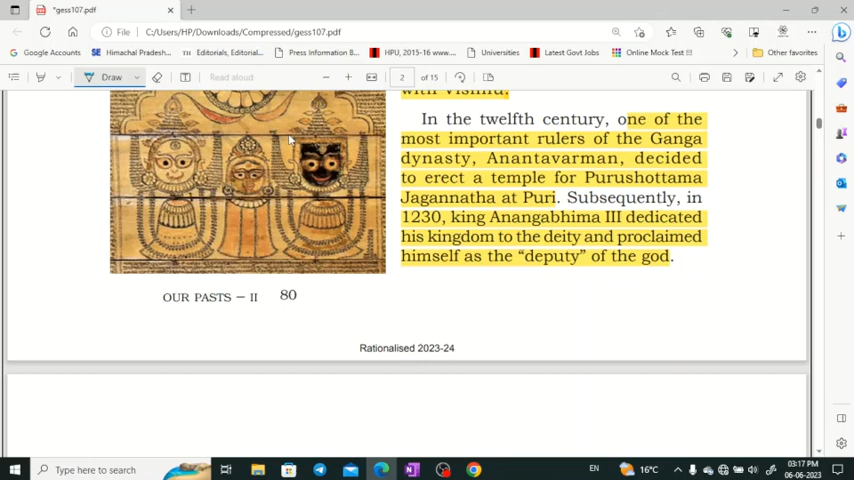 *gess107.pdf
File
C:/Users/HP/Downloads/Compressed/gess107.pdf
Google Accounts
Himachal Pradesh...
Editorials, Editorial...
Press Information B...
HPU, 2015-16 www....
Universities
Latest Govt Jobs
Online Mock Test !!!
Other favorites
Draw
Read aloud
2
of 15
with Vishnu.
In the twelfth century, one of the
most important rulers of the Ganga
dynasty, Anantavarman, decided
to erect a temple for Purushottama
Jagannatha at Puri. Subsequently, in
1230, king Anangabhima III dedicated
his kingdom to the deity and proclaimed
himself as the “deputy” of the god.
OUR PASTS – II 80
Rationalised 2023-24
Type here to search
EN
16°C
03:17 PM
06-06-2023